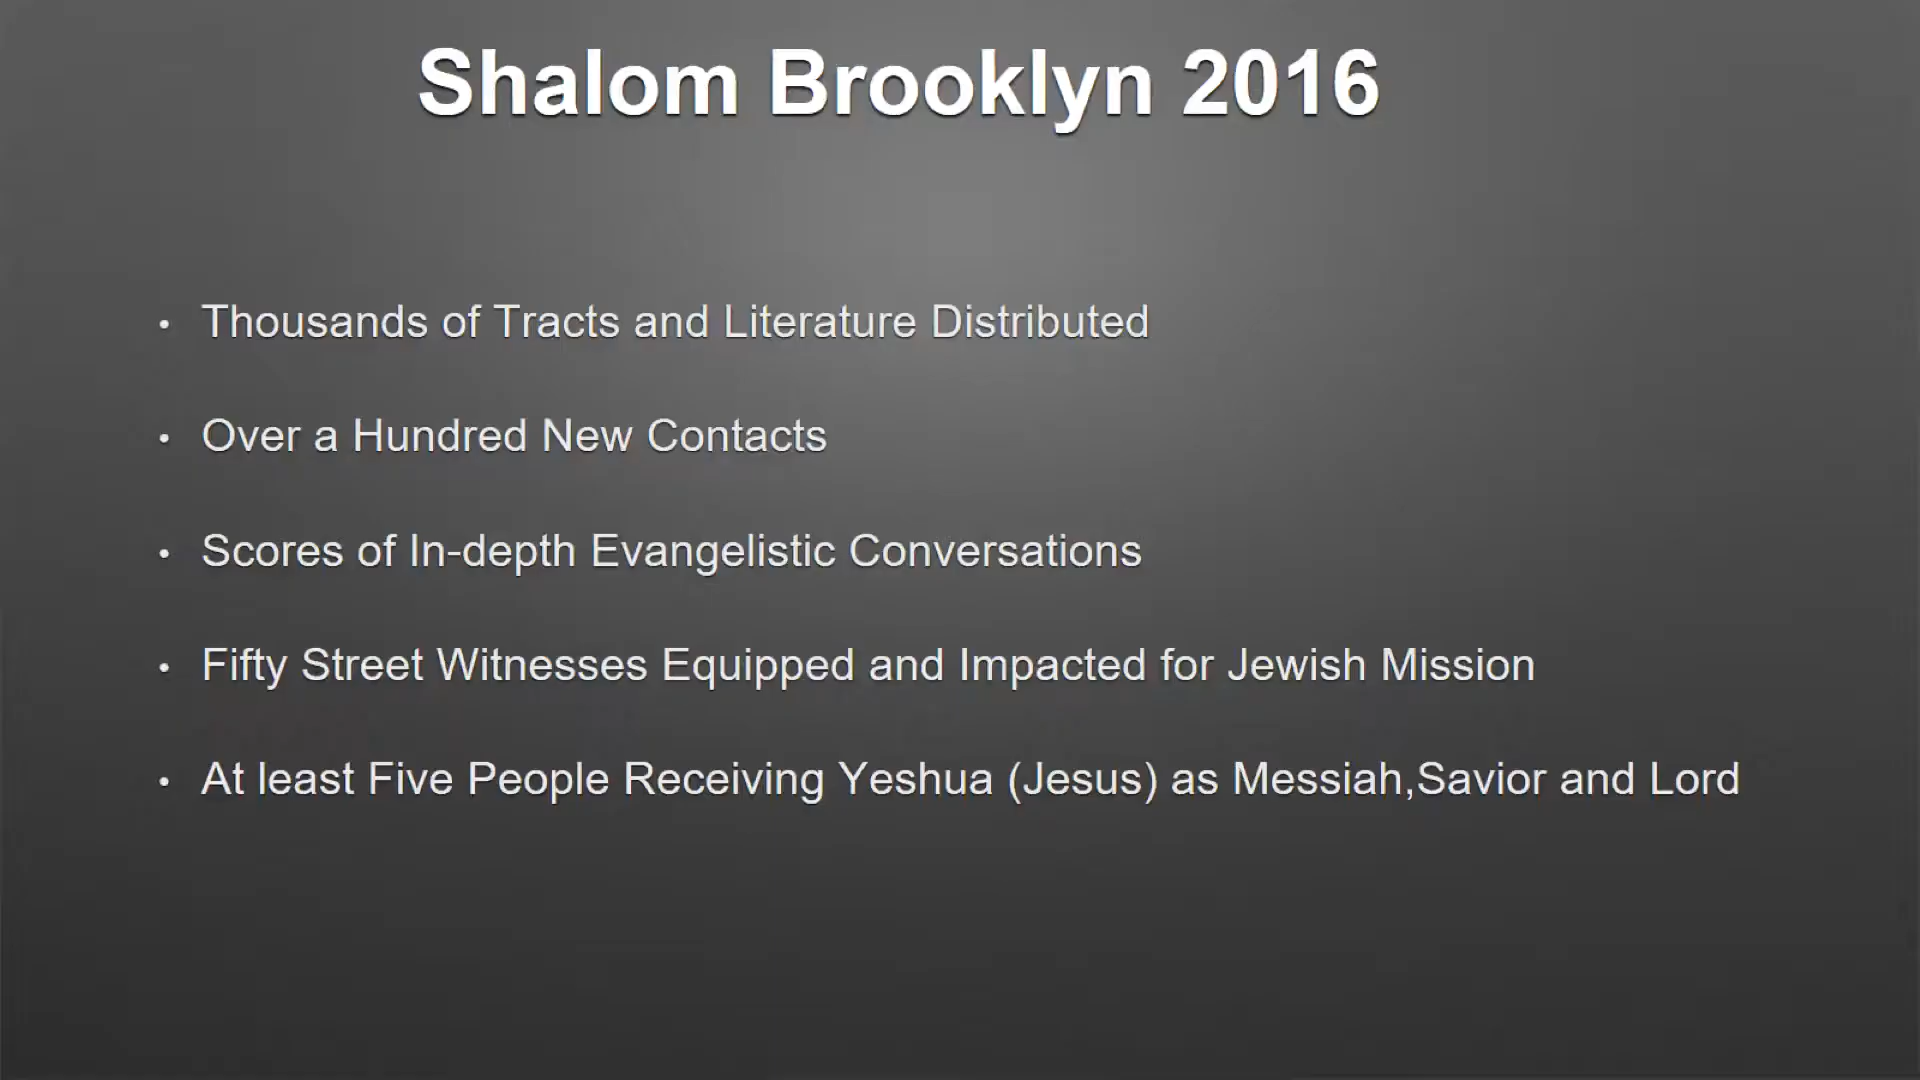 Shalom Brooklyn 2016
• Thousands of Tracts and Literature Distributed
• Over a Hundred New Contacts
• Scores of In-depth Evangelistic Conversations
• Fifty Street Witnesses Equipped and Impacted for Jewish Mission
• At least Five People Receiving Yeshua (Jesus) as Messiah,Savior and Lord